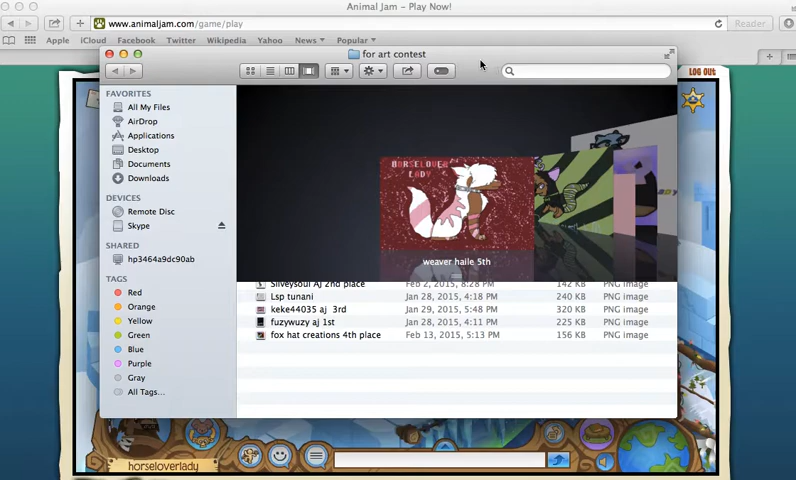 Animal Jam - Play Now!
www.animaljam.com/game/play
Reader
Apple iCloud Facebook Twitter Wikipedia Yahoo News Popular
for art contest
LOG OUT
FAVORITES
All My Files
AirDrop
Applications
Desktop
Documents
Downloads
DEVICES
Remote Disc
Skype
SHARED
hp3464a9dc90ab
TAGS
Red
Orange
Yellow
Green
Blue
Purple
Gray
All Tags...
HORSELOVER
LADY
weaver haile 5th
Silveysoul Aj 2nd place Feb 2, 2015, 8:28 PM 142 KB PNG image
Lsp tunani Jan 28, 2015, 4:18 PM 240 KB PNG image
keke44035 aj 3rd Jan 29, 2015, 5:48 PM 320 KB PNG image
fuzywuzy aj 1st Jan 28, 2015, 4:11 PM 225 KB PNG image
fox hat creations 4th place Feb 13, 2015, 5:13 PM 156 KB PNG image
horseloverlady